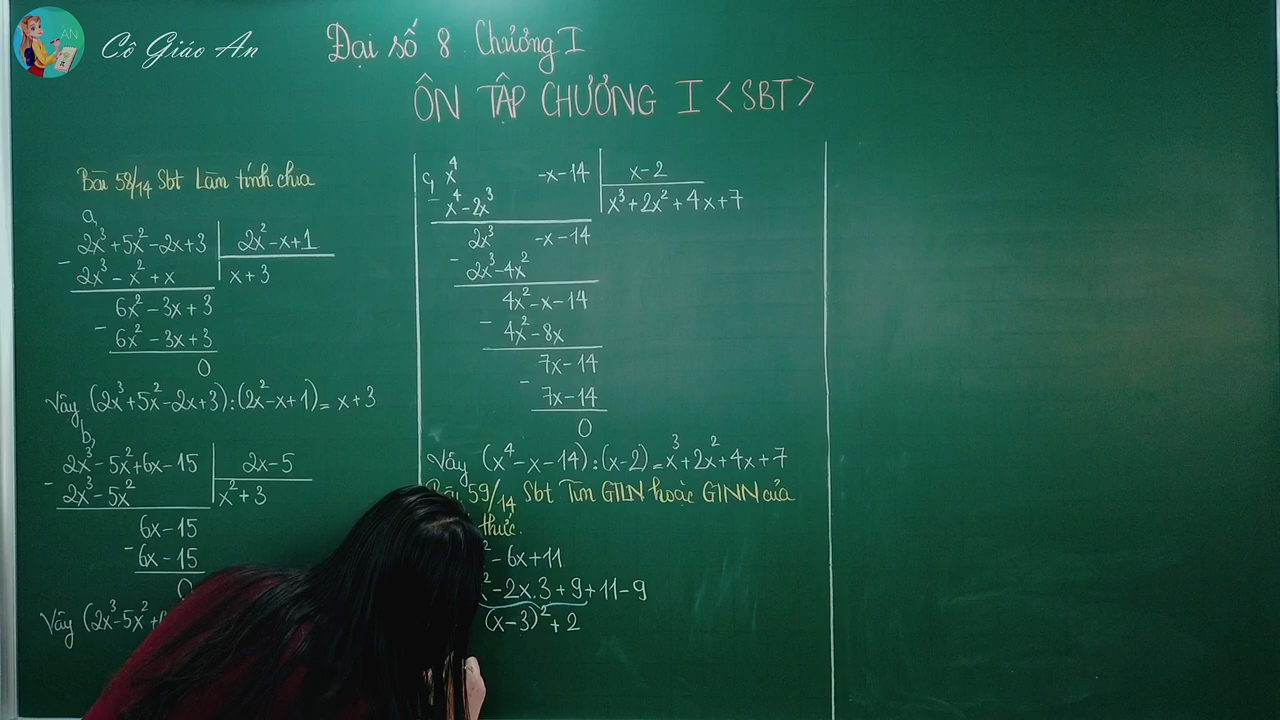 AN
Cô Giáo An
Đại số 8 Chương I
ÔN TẬP CHƯƠNG I <SBT>
Bài 58/14 Sbt Làm tính chia
a,
2x³+5x²-2x+3 | 2x²-x+1
- 2x³-x²+x | x+3
6x²-3x+3
- 6x²-3x+3
0
Vậy (2x³+5x²-2x+3):(2x²-x+1)=x+3
b,
2x³-5x²+6x-15 | 2x-5
- 2x³-5x² | x²+3
6x-15
- 6x-15
0
Vậy (2x³-5x²+
c, x⁴ -x-14 | x-2
- x⁴-2x³ | x³+2x²+4x+7
2x³ -x-14
- 2x³-4x²
4x²-x-14
- 4x²-8x
7x-14
- 7x-14
0
Vậy (x⁴-x-14):(x-2)=x³+2x²+4x+7
Bài 59/14 Sbt Tìm GTLN hoặc GTNN của
thức.
²-6x+11
²-2x.3+9+11-9
(x-3)²+2